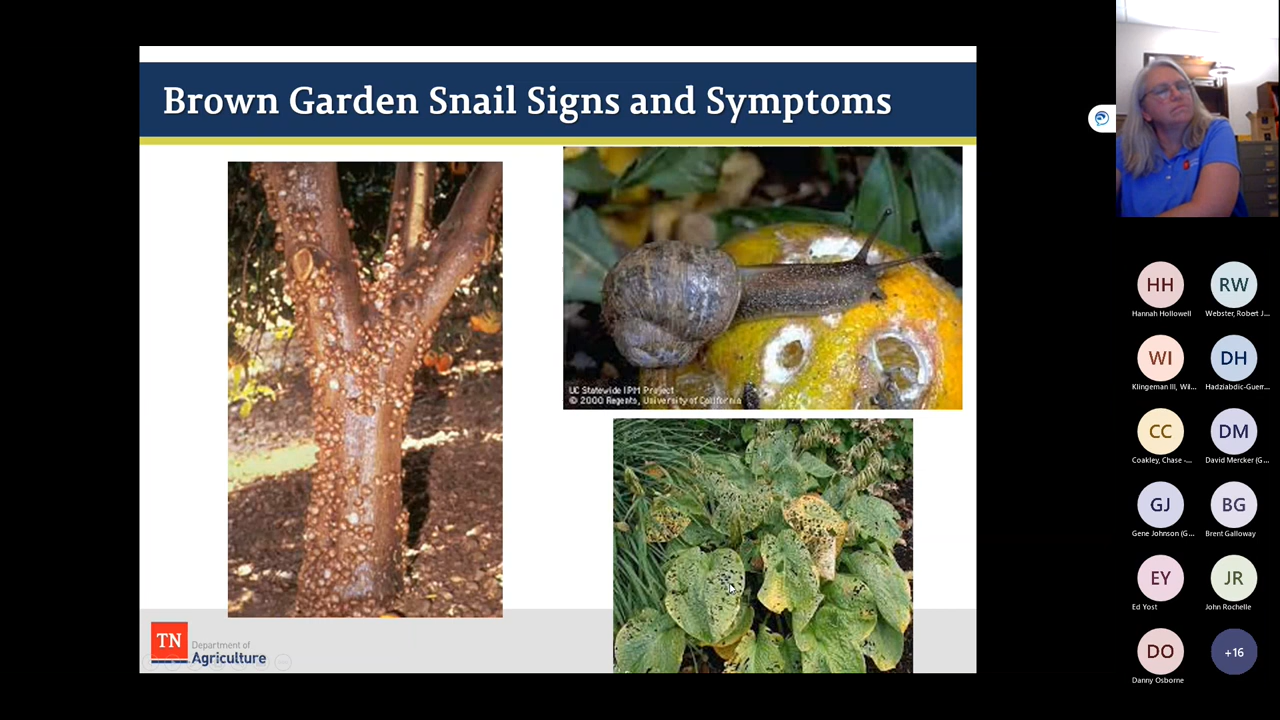 Brown Garden Snail Signs and Symptoms
UC Statewide IPM Project
© 2000 Regents, University of California
TN
Department of
Agriculture
HH
RW
Hannah Hollowell
Webster, Robert J...
WI
DH
Klingeman III, Wil...
Hadziabdic-Guerr...
CC
DM
Coakley, Chase -...
David Mercker (G...
GJ
BG
Gene Johnson (G...
Brent Galloway
EY
JR
Ed Yost
John Rochelle
DO
+16
Danny Osborne